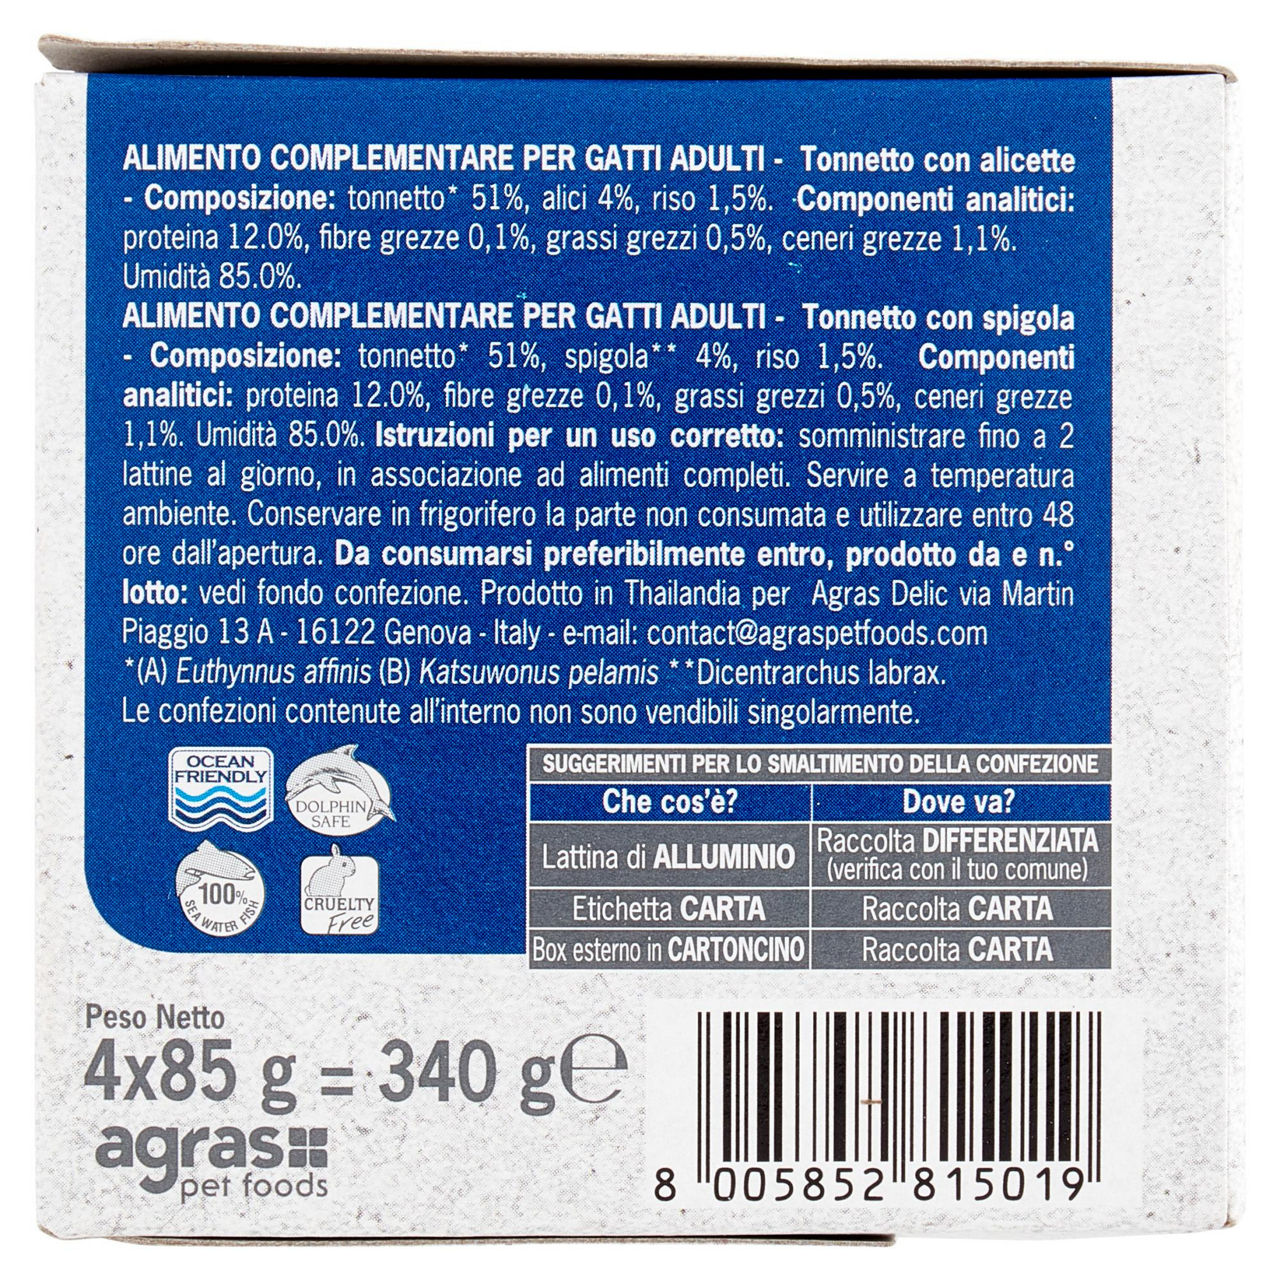 ALIMENTO COMPLEMENTARE PER GATTI ADULTI - Tonnetto con alicette
- Composizione: tonnetto* 51%, alici 4%, riso 1,5%. Componenti analitici:
proteina 12.0%, fibre grezze 0,1%, grassi grezzi 0,5%, ceneri grezze 1,1%.
Umidità 85.0%.
ALIMENTO COMPLEMENTARE PER GATTI ADULTI - Tonnetto con spigola
- Composizione: tonnetto* 51%, spigola** 4%, riso 1,5%. Componenti
analitici: proteina 12.0%, fibre grezze 0,1%, grassi grezzi 0,5%, ceneri grezze
1,1%. Umidità 85.0%. Istruzioni per un uso corretto: somministrare fino a 2
lattine al giorno, in associazione ad alimenti completi. Servire a temperatura
ambiente. Conservare in frigorifero la parte non consumata e utilizzare entro 48
ore dall'apertura. Da consumarsi preferibilmente entro, prodotto da e n.°
lotto: vedi fondo confezione. Prodotto in Thailandia per Agras Delic via Martin
Piaggio 13 A - 16122 Genova - Italy - e-mail: contact@agraspetfoods.com
*(A) Euthynnus affinis (B) Katsuwonus pelamis **Dicentrarchus labrax.
Le confezioni contenute all'interno non sono vendibili singolarmente.
OCEAN
FRIENDLY
DOLPHIN
SAFE
100%
SEA WATER FISH
CRUELTY
Free
SUGGERIMENTI PER LO SMALTIMENTO DELLA CONFEZIONE
Che cos'è? Dove va?
Lattina di ALLUMINIO Raccolta DIFFERENZIATA
(verifica con il tuo comune)
Etichetta CARTA Raccolta CARTA
Box esterno in CARTONCINO Raccolta CARTA
Peso Netto
4x85 g = 340 g℮
agras
pet foods
8 005852 815019